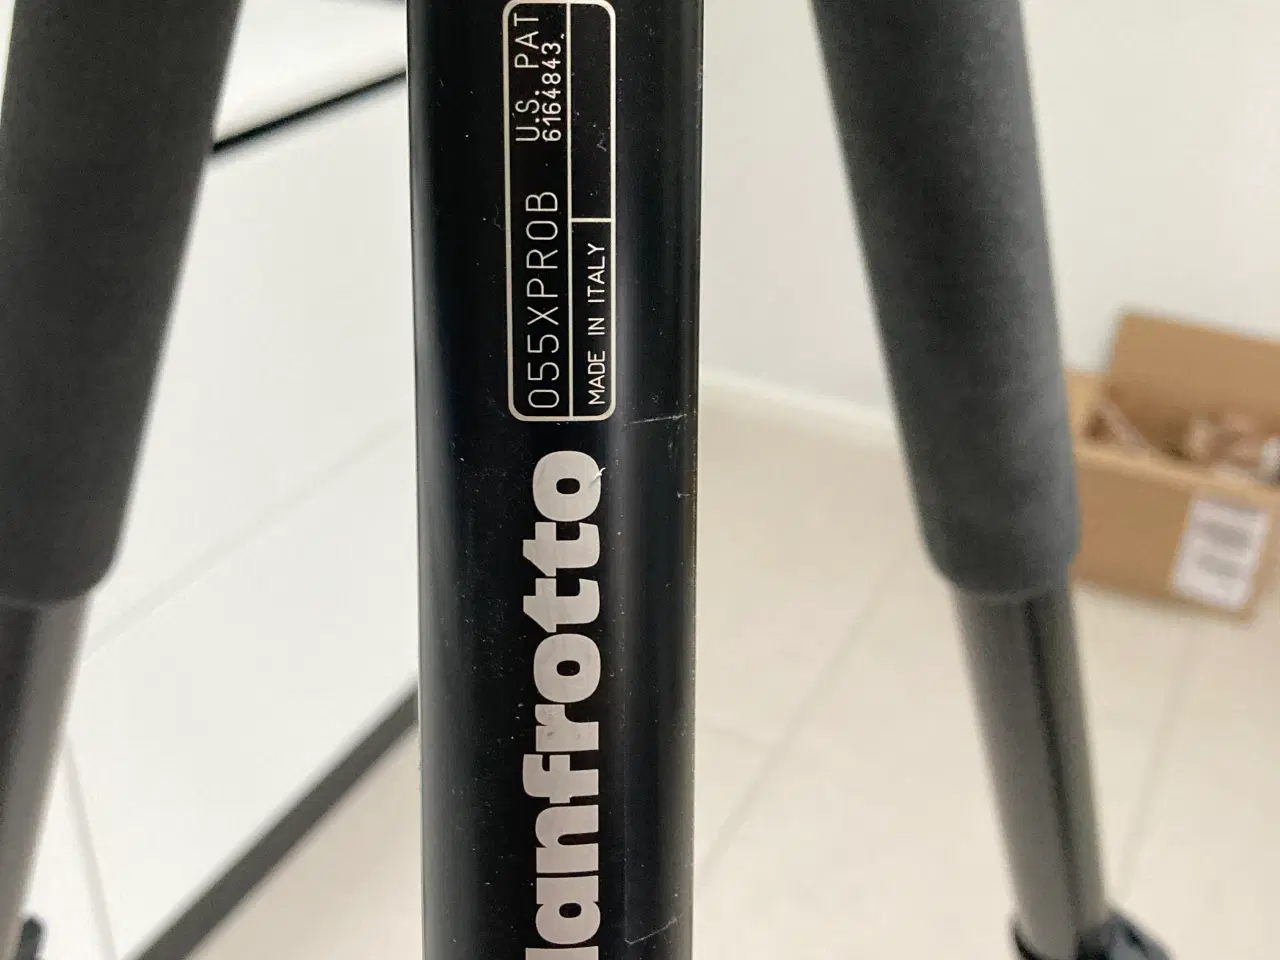 055XPROB
U.S. PAT
6164843.
MADE IN ITALY
anfrotto